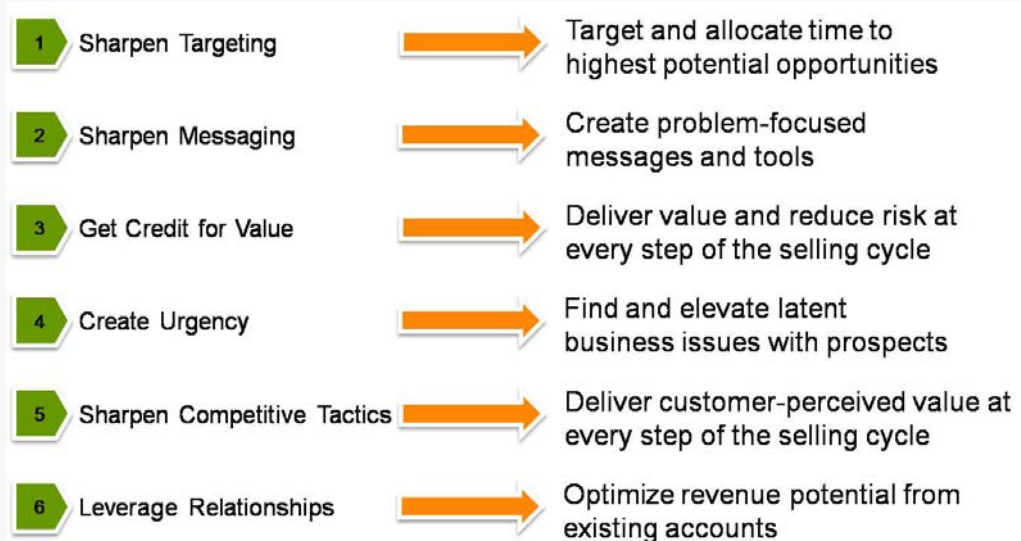 1 Sharpen Targeting
Target and allocate time to
highest potential opportunities
2 Sharpen Messaging
Create problem-focused
messages and tools
3 Get Credit for Value
Deliver value and reduce risk at
every step of the selling cycle
4 Create Urgency
Find and elevate latent
business issues with prospects
5 Sharpen Competitive Tactics
Deliver customer-perceived value at
every step of the selling cycle
6 Leverage Relationships
Optimize revenue potential from
existing accounts